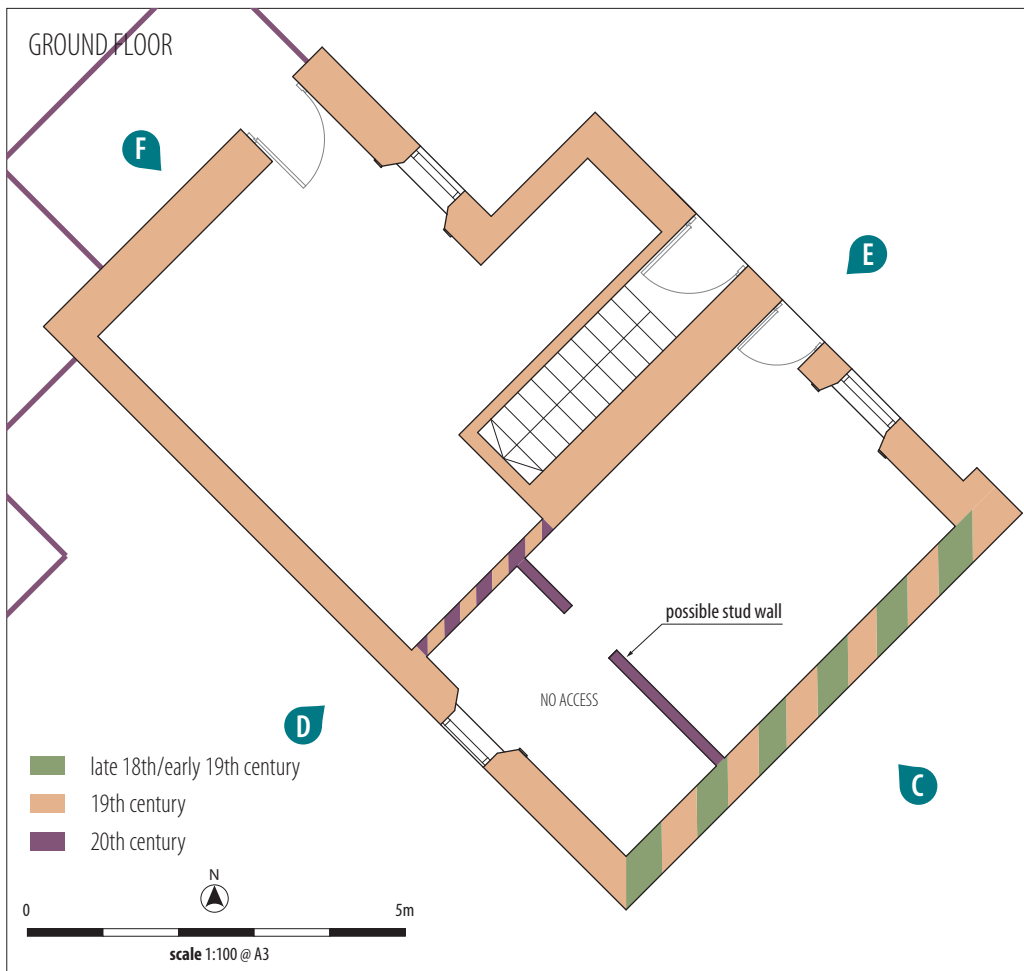 GROUND FLOOR
F
E
possible stud wall
NO ACCESS
D
C
late 18th/early 19th century
19th century
20th century
N
0 5m
scale 1:100 @ A3